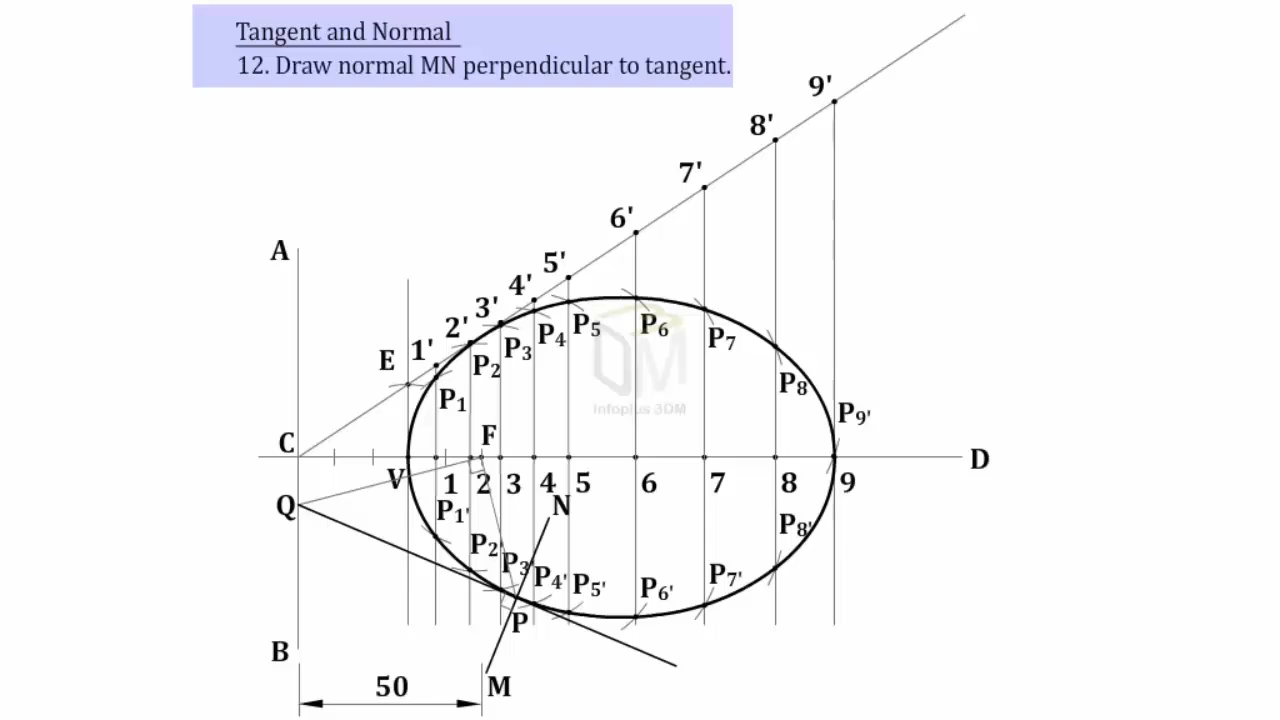 Tangent and Normal
12. Draw normal MN perpendicular to tangent.
9'
8'
7'
6'
A
5'
4'
3'
2'
E 1'
P5 P6
P4 P7
P3
P2
P8
P1
P9'
F
C
D
V 1 2 3 4 5 6 7 8 9
Q
N
P1'
P8'
P2'
P3'
P4' P5' P6' P7'
P
B
50
M
Infoplus 3DM